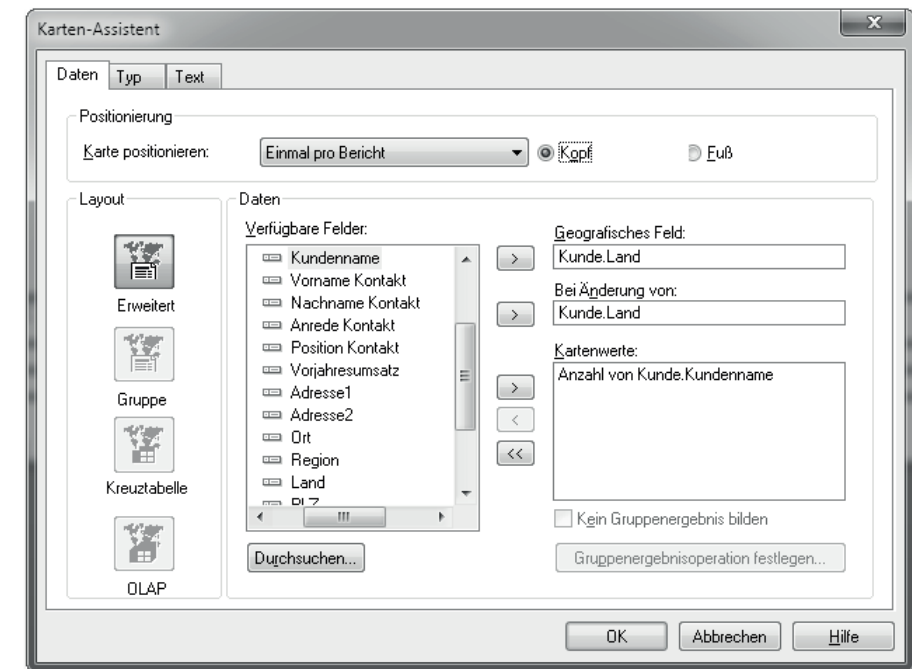 Karten-Assistent
Daten Typ Text
Positionierung
Karte positionieren: Einmal pro Bericht Kopf Fuß
Layout
Erweitert
Gruppe
Kreuztabelle
OLAP
Daten
Verfügbare Felder:
Kundenname
Vorname Kontakt
Nachname Kontakt
Anrede Kontakt
Position Kontakt
Vorjahresumsatz
Adresse1
Adresse2
Ort
Region
Land
PLZ
Durchsuchen...
>
>
>
<
<<
Geografisches Feld:
Kunde.Land
Bei Änderung von:
Kunde.Land
Kartenwerte:
Anzahl von Kunde.Kundenname
Kein Gruppenergebnis bilden
Gruppenergebnisoperation festlegen...
OK Abbrechen Hilfe